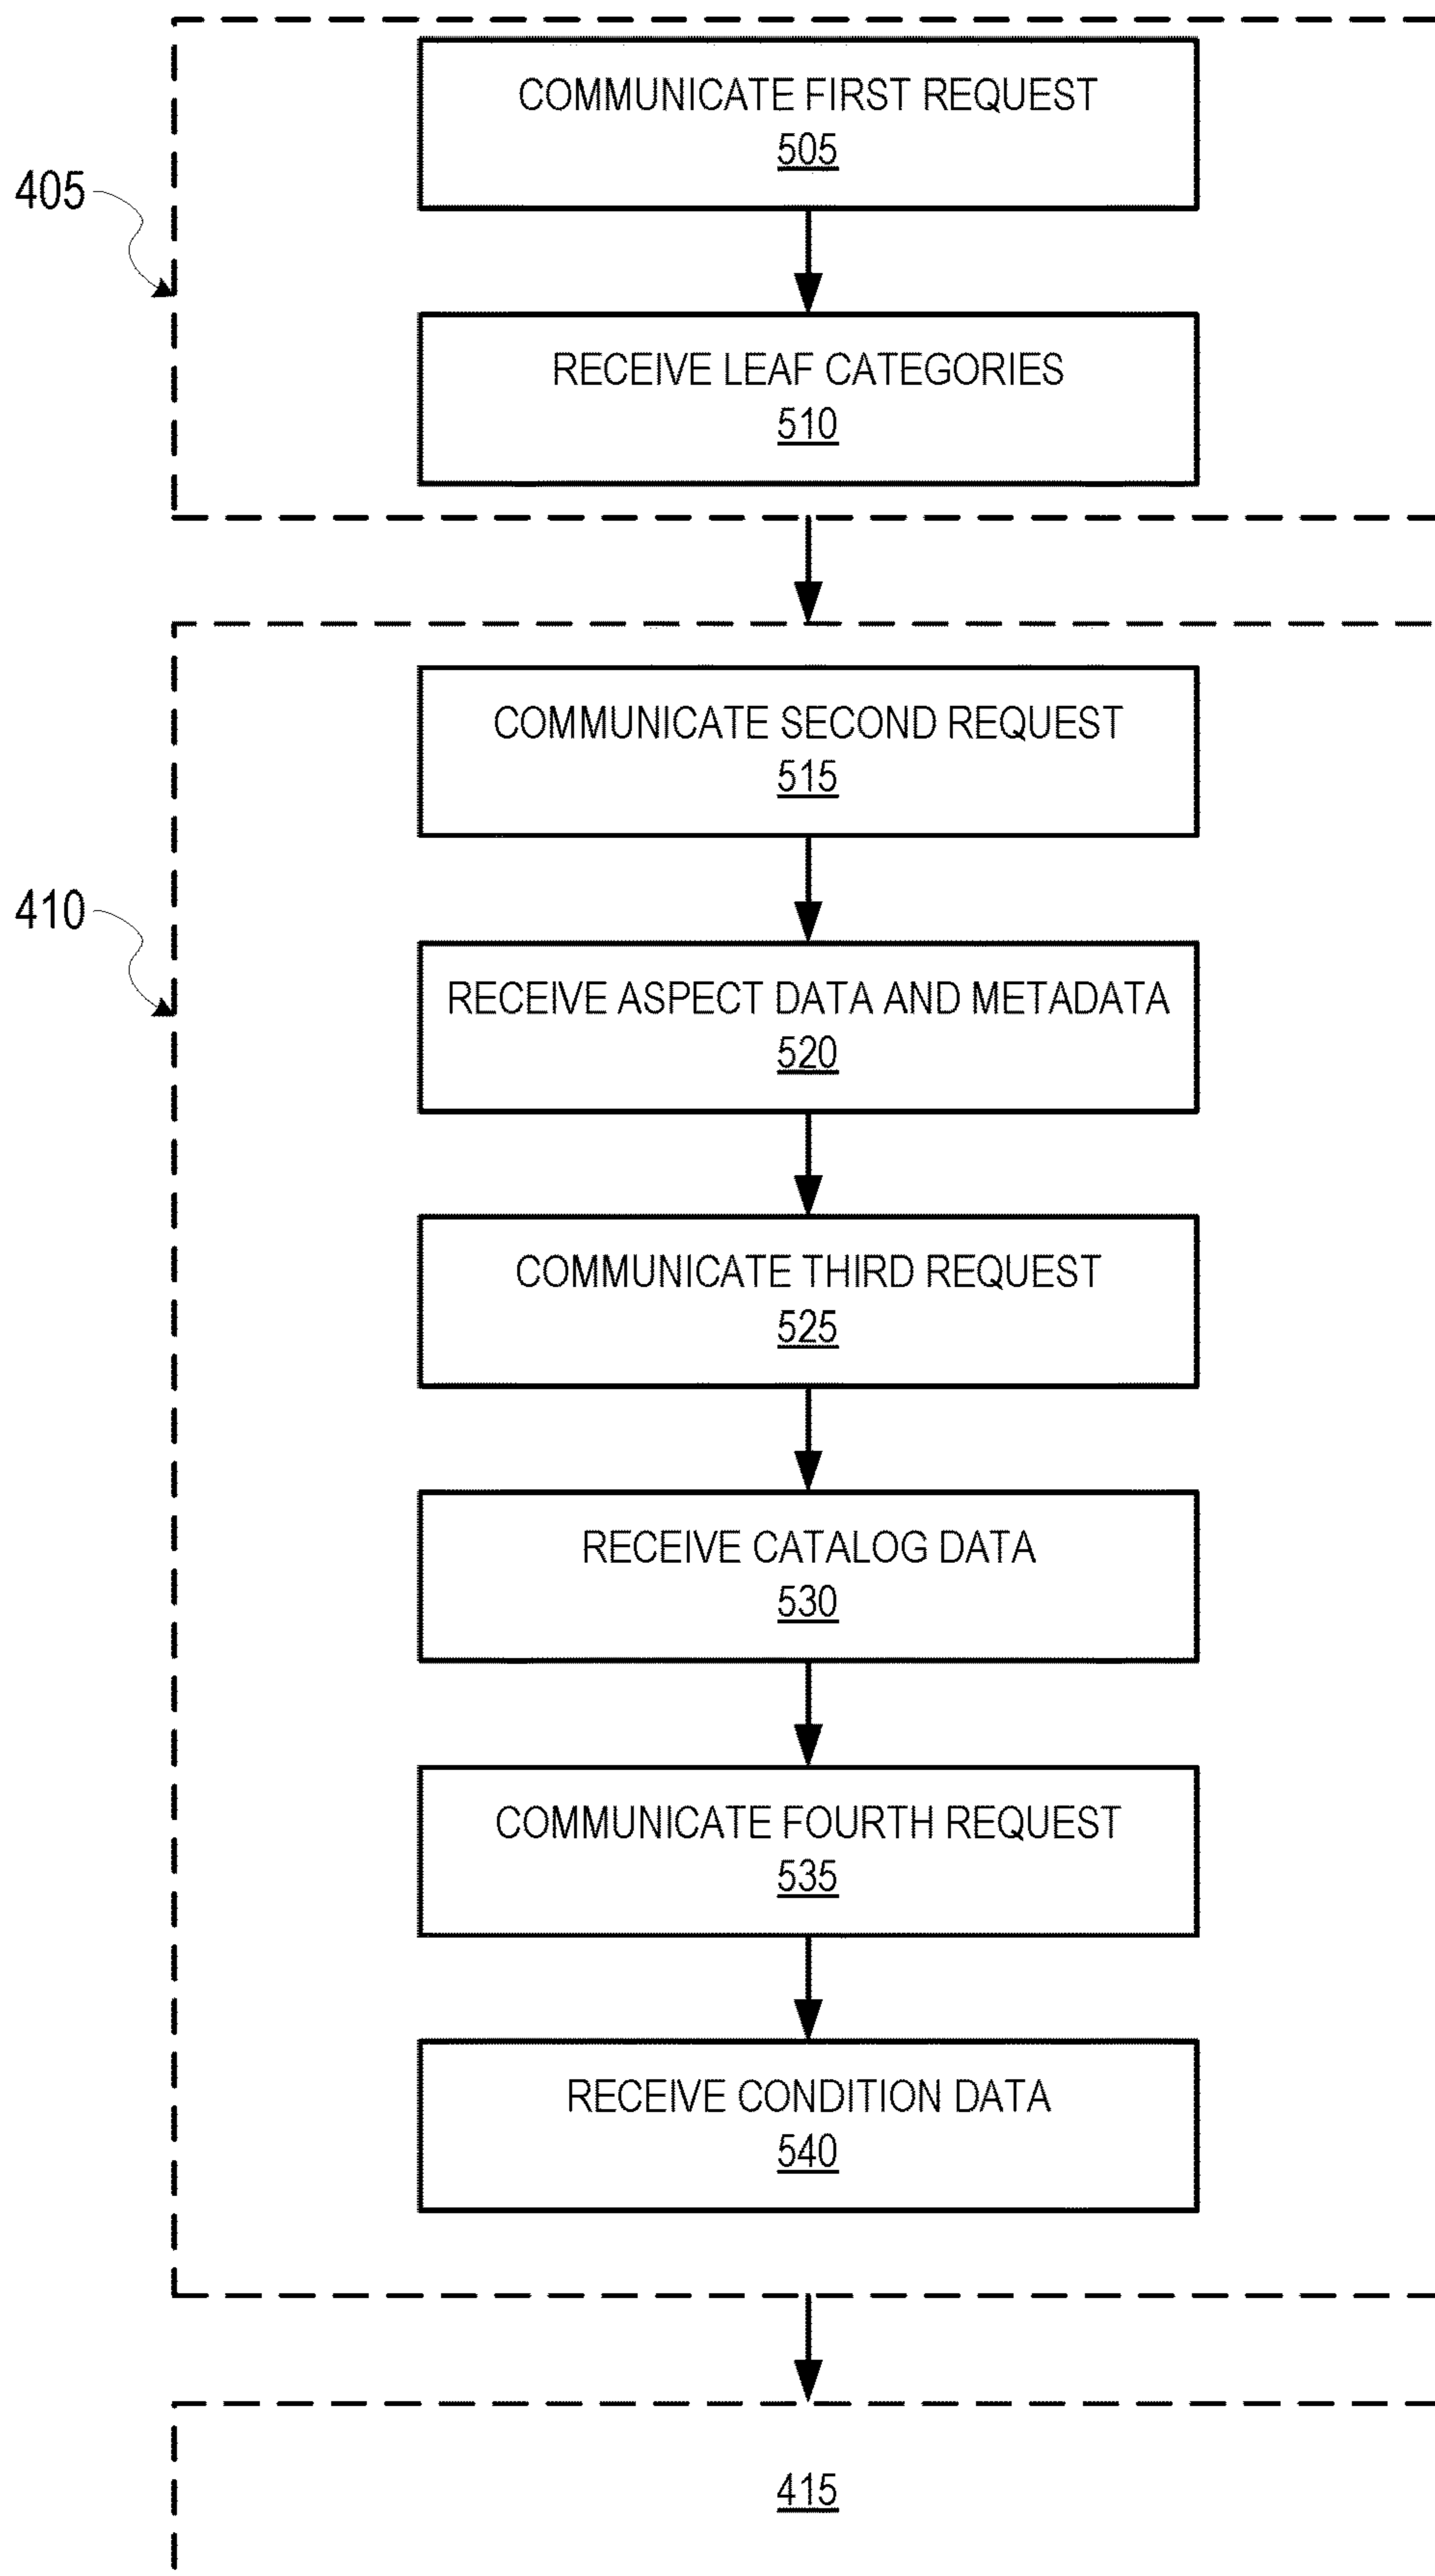 COMMUNICATE FIRST REQUEST
505
405
RECEIVE LEAF CATEGORIES
510
COMMUNICATE SECOND REQUEST
515
410
RECEIVE ASPECT DATA AND METADATA
520
COMMUNICATE THIRD REQUEST
525
RECEIVE CATALOG DATA
530
COMMUNICATE FOURTH REQUEST
535
RECEIVE CONDITION DATA
540
415